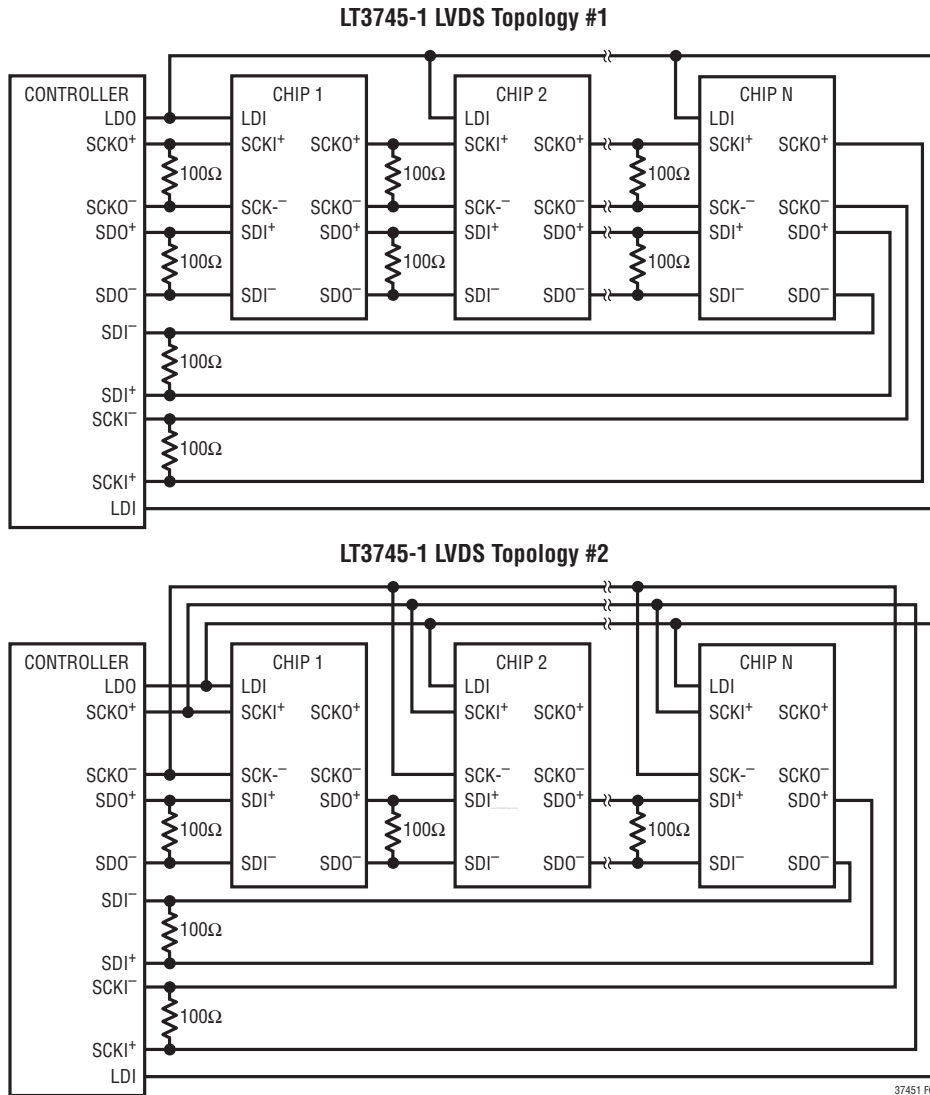 LT3745-1 LVDS Topology #1
CONTROLLER
CHIP 1
CHIP 2
CHIP N
LDO
LDI
LDI
LDI
SCKO+
SCKI+
SCKO+
SCKI+
SCKO+
SCKI+
SCKO+
100Ω
100Ω
100Ω
SCKO–
SCK-–
SCKO–
SCK-–
SCKO–
SCK-–
SCKO–
SDO+
SDI+
SDO+
SDI+
SDO+
SDI+
SDO+
100Ω
100Ω
100Ω
SDO–
SDI–
SDO–
SDI–
SDO–
SDI–
SDO–
SDI–
100Ω
SDI+
SCKI–
100Ω
SCKI+
LDI
LT3745-1 LVDS Topology #2
CONTROLLER
CHIP 1
CHIP 2
CHIP N
LDO
LDI
LDI
LDI
SCKO+
SCKI+
SCKO+
SCKI+
SCKO+
SCKI+
SCKO+
SCKO–
SCK-–
SCKO–
SCK-–
SCKO–
SCK-–
SCKO–
SDO+
SDI+
SDO+
SDI+
SDO+
SDI+
SDO+
100Ω
100Ω
100Ω
SDO–
SDI–
SDO–
SDI–
SDO–
SDI–
SDO–
SDI–
100Ω
SDI+
SCKI–
100Ω
SCKI+
LDI
37451